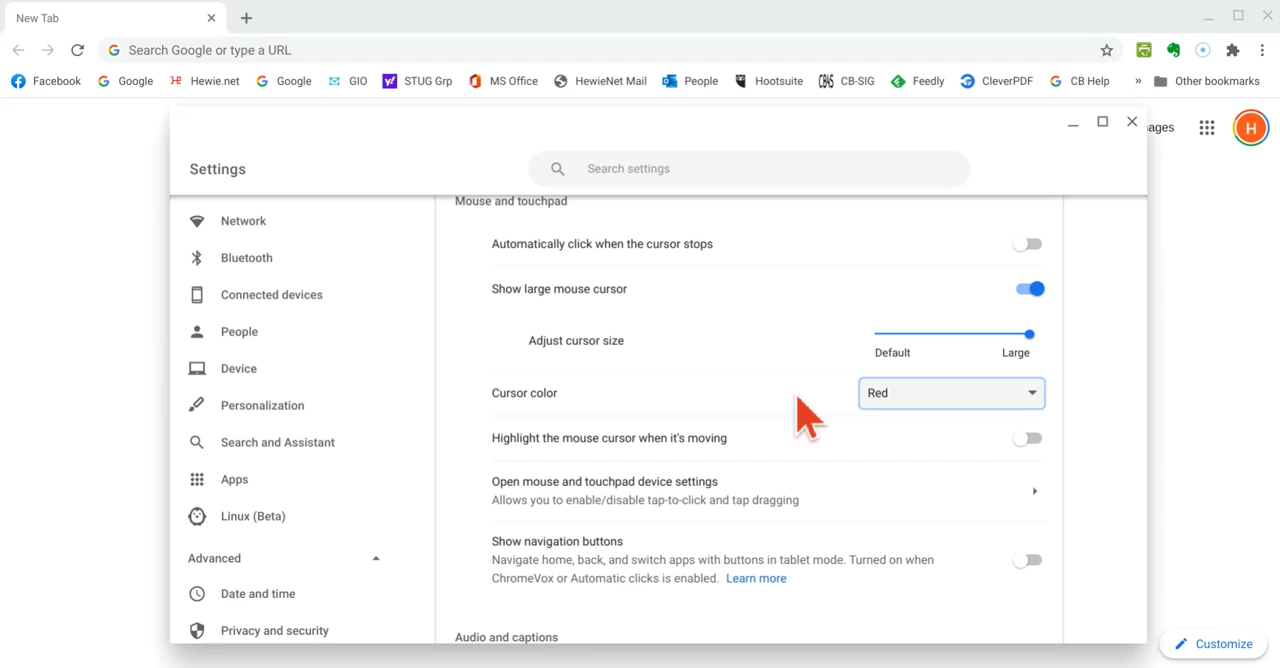 New Tab
Search Google or type a URL
Facebook Google Hewie.net Google GIO STUG Grp MS Office HewieNet Mail People Hootsuite CB-SIG Feedly CleverPDF CB Help » Other bookmarks
ages H
Settings
Search settings
Network
Bluetooth
Connected devices
People
Device
Personalization
Search and Assistant
Apps
Linux (Beta)
Advanced
Date and time
Privacy and security
Mouse and touchpad
Automatically click when the cursor stops
Show large mouse cursor
Adjust cursor size
Default Large
Cursor color Red
Highlight the mouse cursor when it's moving
Open mouse and touchpad device settings
Allows you to enable/disable tap-to-click and tap dragging
Show navigation buttons
Navigate home, back, and switch apps with buttons in tablet mode. Turned on when
ChromeVox or Automatic clicks is enabled. Learn more
Audio and captions
Customize